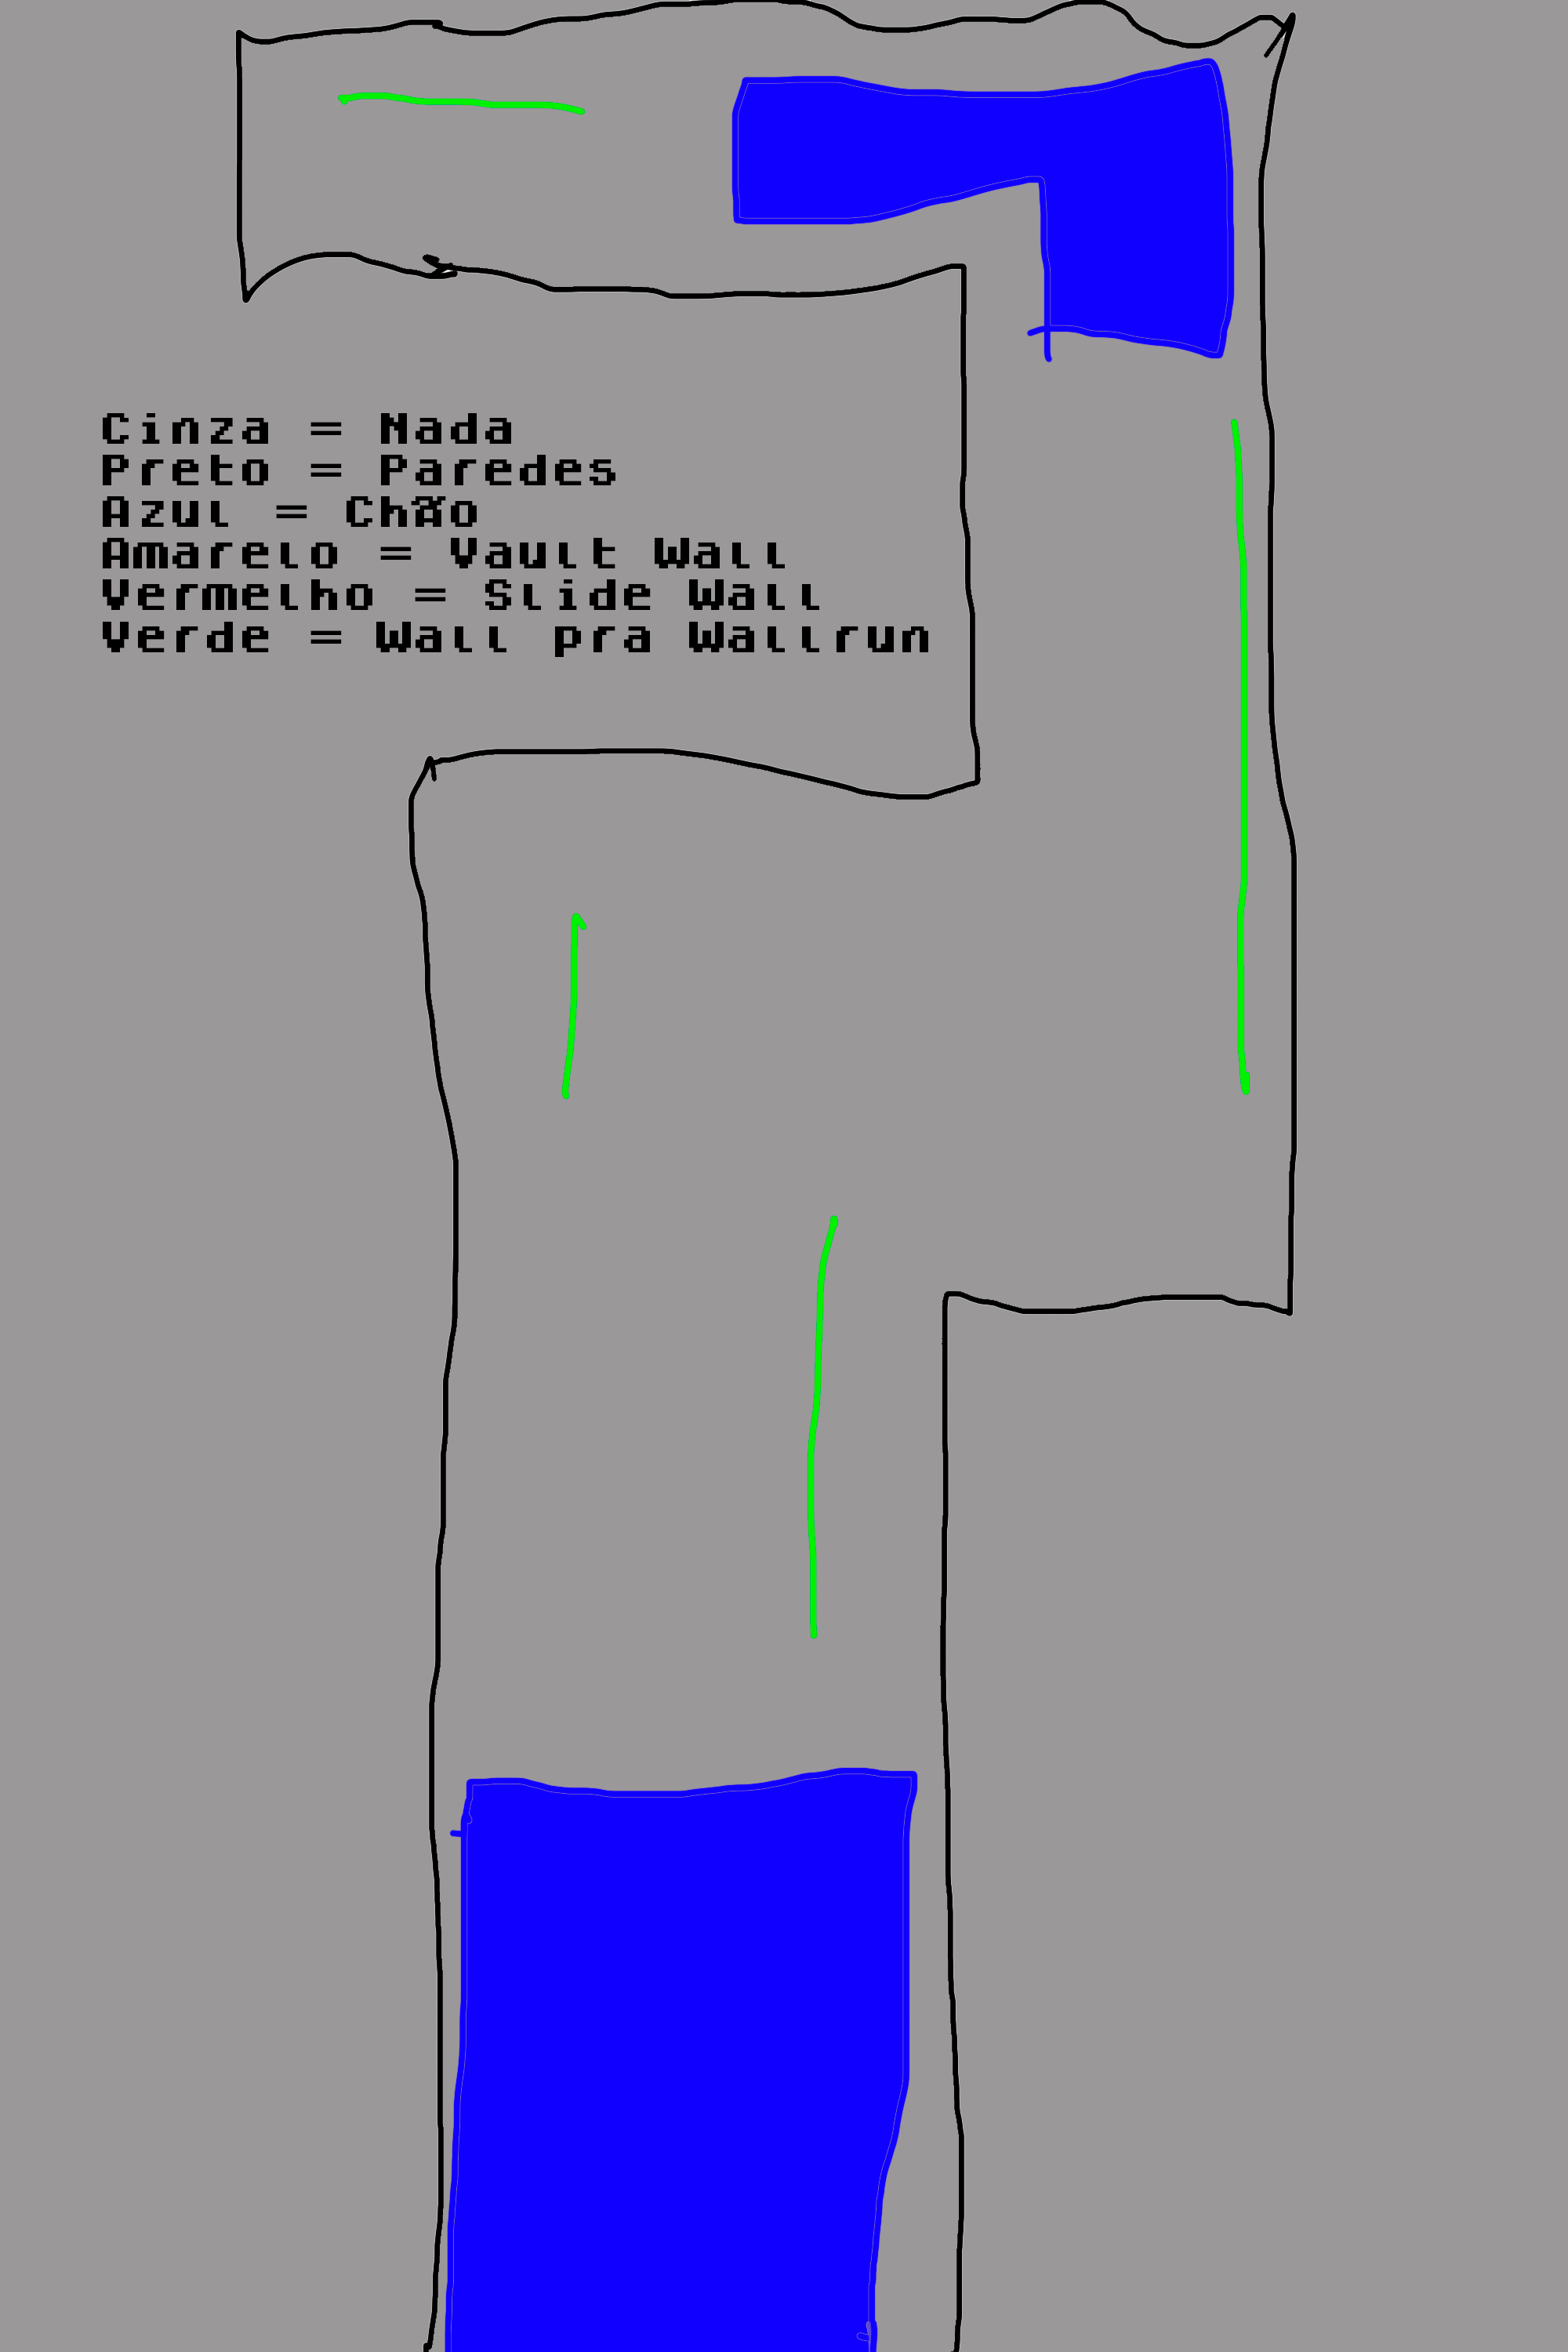 Cinza = Nada
Preto = Paredes
Azul = Chão
Amarelo = Vault Wall
Vermelho = Slide Wall
Verde = Wall pra Wallrun